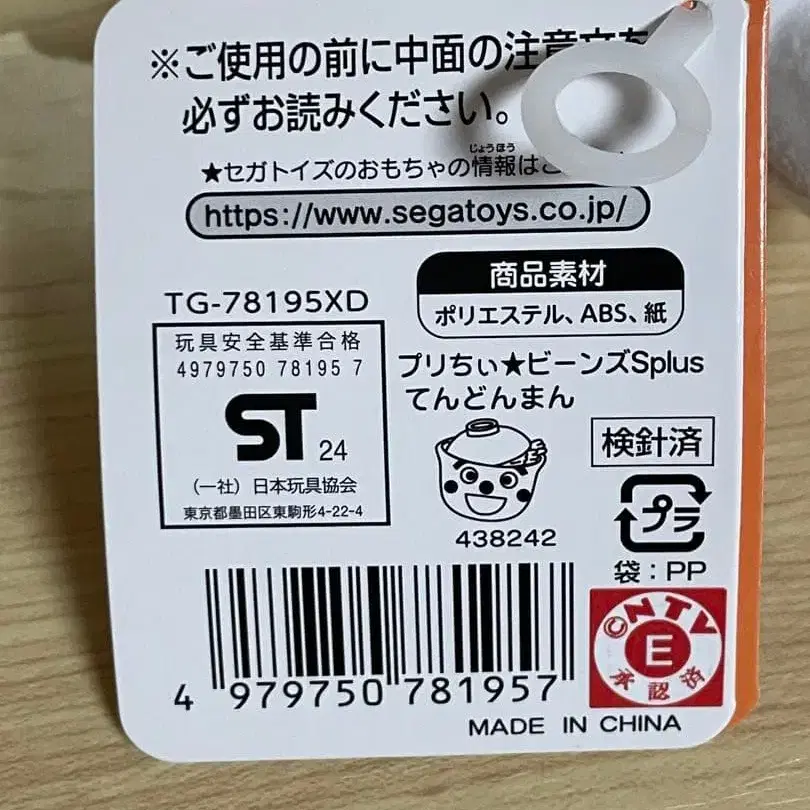 ※ご使用の前に中面の注意文を
必ずお読みください。
★セガトイズのおもちゃの情報は
じょうほう
https://www.segatoys.co.jp/
TG-78195XD
玩具安全基準合格
4979750 78195 7
ST 24
(一社) 日本玩具協会
東京都墨田区東駒形4-22-4
商品素材
ポリエステル、ABS、紙
プリちぃ★ビーンズSplus
てんどんまん
438242
検針済
プラ
袋:PP
©NTV
E
承認済
4 979750 781957
MADE IN CHINA